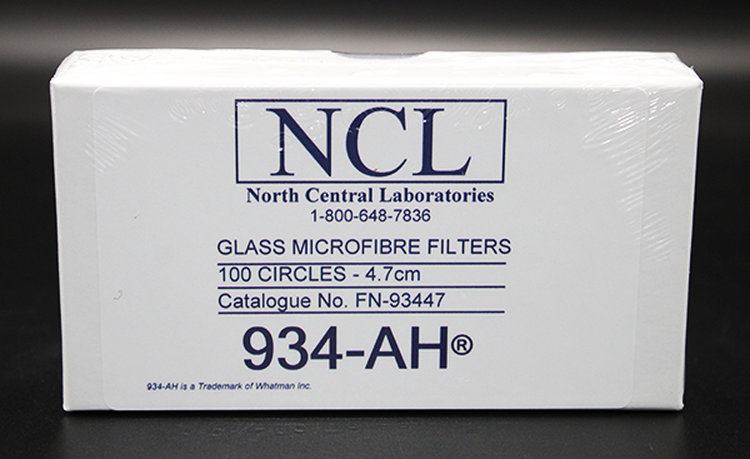 NCL
North Central Laboratories
1-800-648-7836
GLASS MICROFIBRE FILTERS
100 CIRCLES - 4.7cm
Catalogue No. FN-93447
934-AH®
934-AH is a Trademark of Whatman Inc.